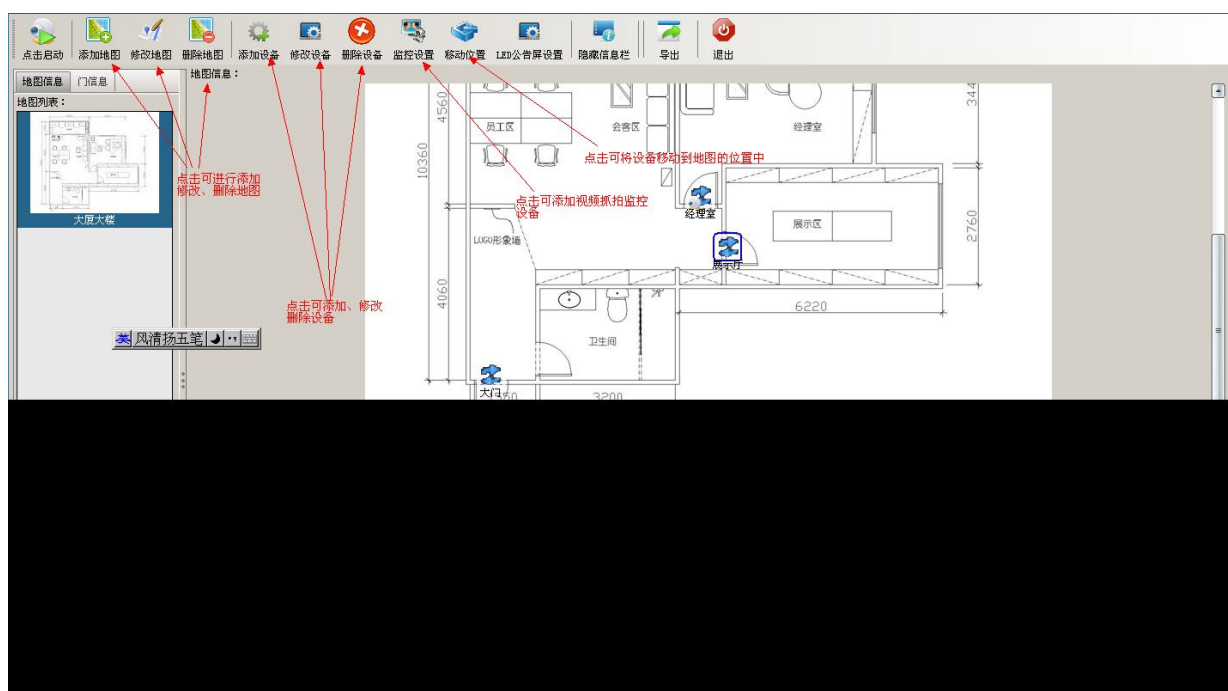 点击启动 添加地图 修改地图 删除地图 添加设备 修改设备 删除设备 监控设置 移动位置 LED公告屏设置 隐藏信息栏 导出 退出
地图信息 门信息
地图信息：
地图列表：
大厦大楼
点击可进行添加
修改、删除地图
点击可添加、修改
删除设备
点击可添加视频抓拍监控
设备
点击可将设备移动到地图的位置中
英 风清扬五笔
4560
344
员工区
会客区
经理室
10360
经理室
展示区
2760
LOGO形象墙
展示厅
4060
6220
卫生间
大门
3200